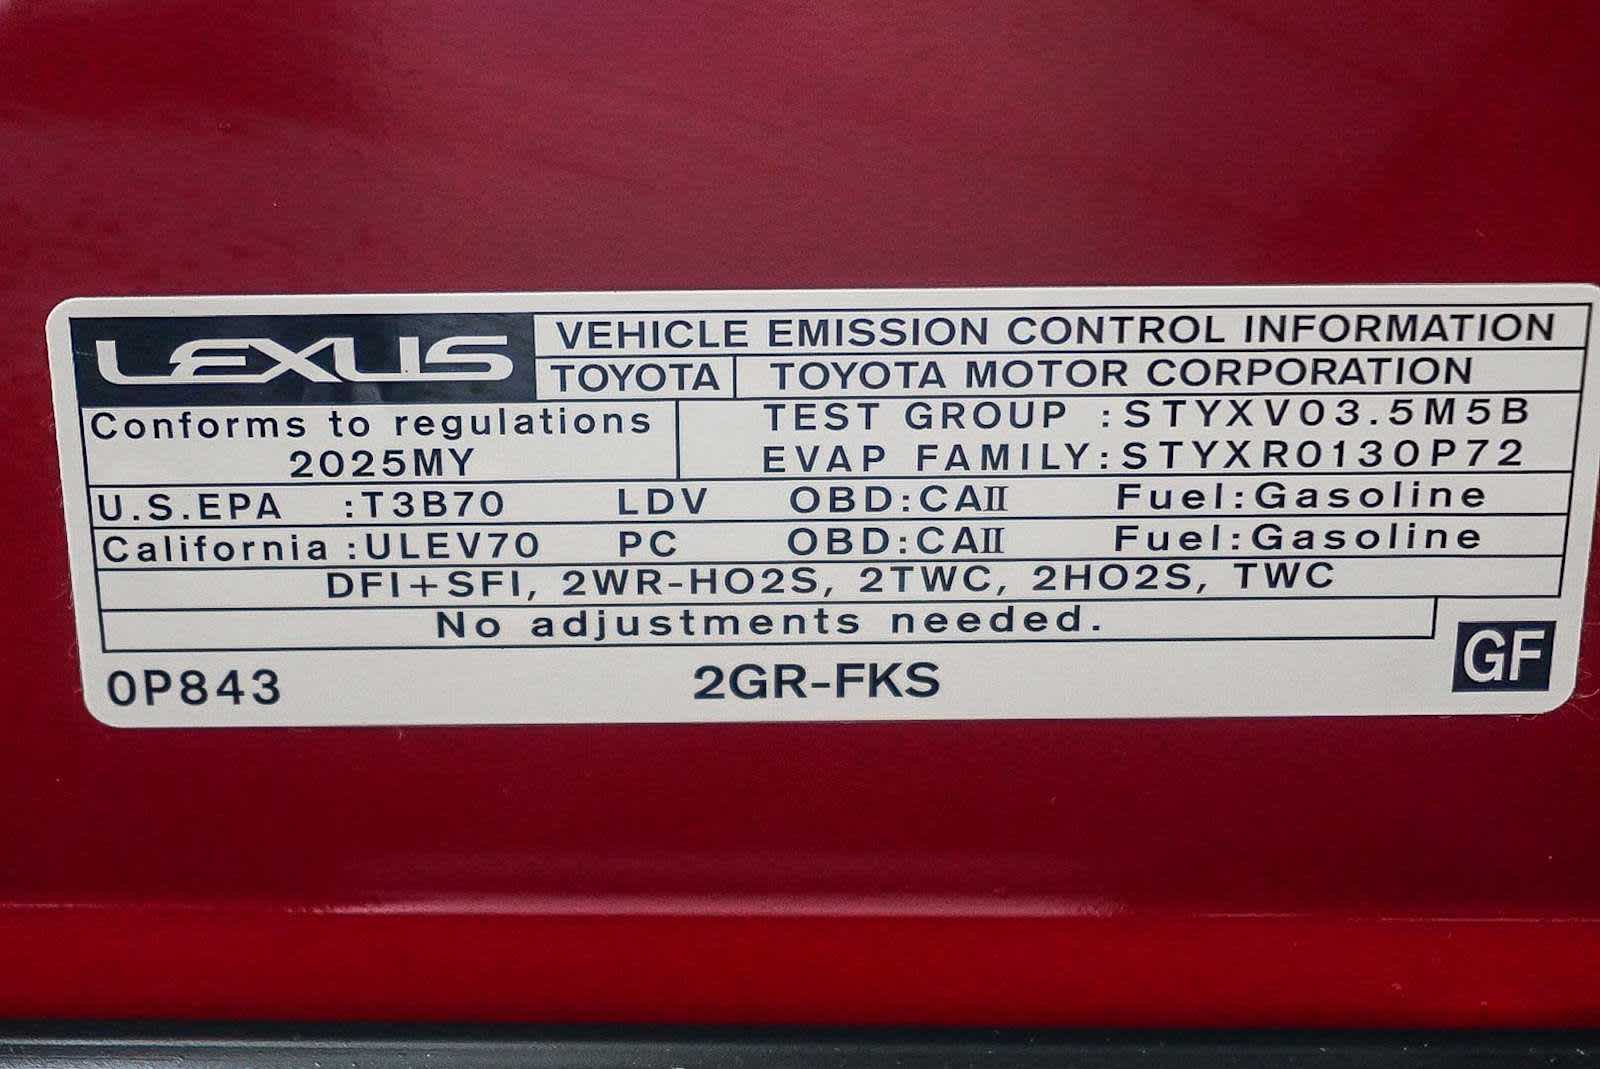 LEXUS VEHICLE EMISSION CONTROL INFORMATION
TOYOTA TOYOTA MOTOR CORPORATION
Conforms to regulations TEST GROUP :STYXV03.5M5B
2025MY EVAP FAMILY:STYXR0130P72
U.S.EPA :T3B70 LDV OBD:CAⅡ Fuel:Gasoline
California :ULEV70 PC OBD:CAⅡ Fuel:Gasoline
DFI+SFI, 2WR-HO2S, 2TWC, 2HO2S, TWC
No adjustments needed.
0P843 2GR-FKS GF